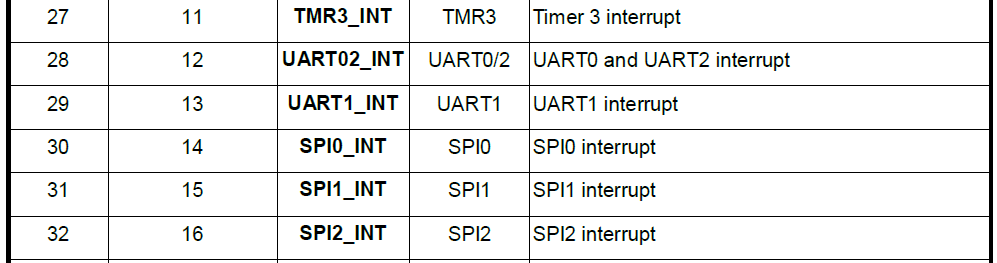 27 11 TMR3_INT TMR3 Timer 3 interrupt
28 12 UART02_INT UART0/2 UART0 and UART2 interrupt
29 13 UART1_INT UART1 UART1 interrupt
30 14 SPI0_INT SPI0 SPI0 interrupt
31 15 SPI1_INT SPI1 SPI1 interrupt
32 16 SPI2_INT SPI2 SPI2 interrupt